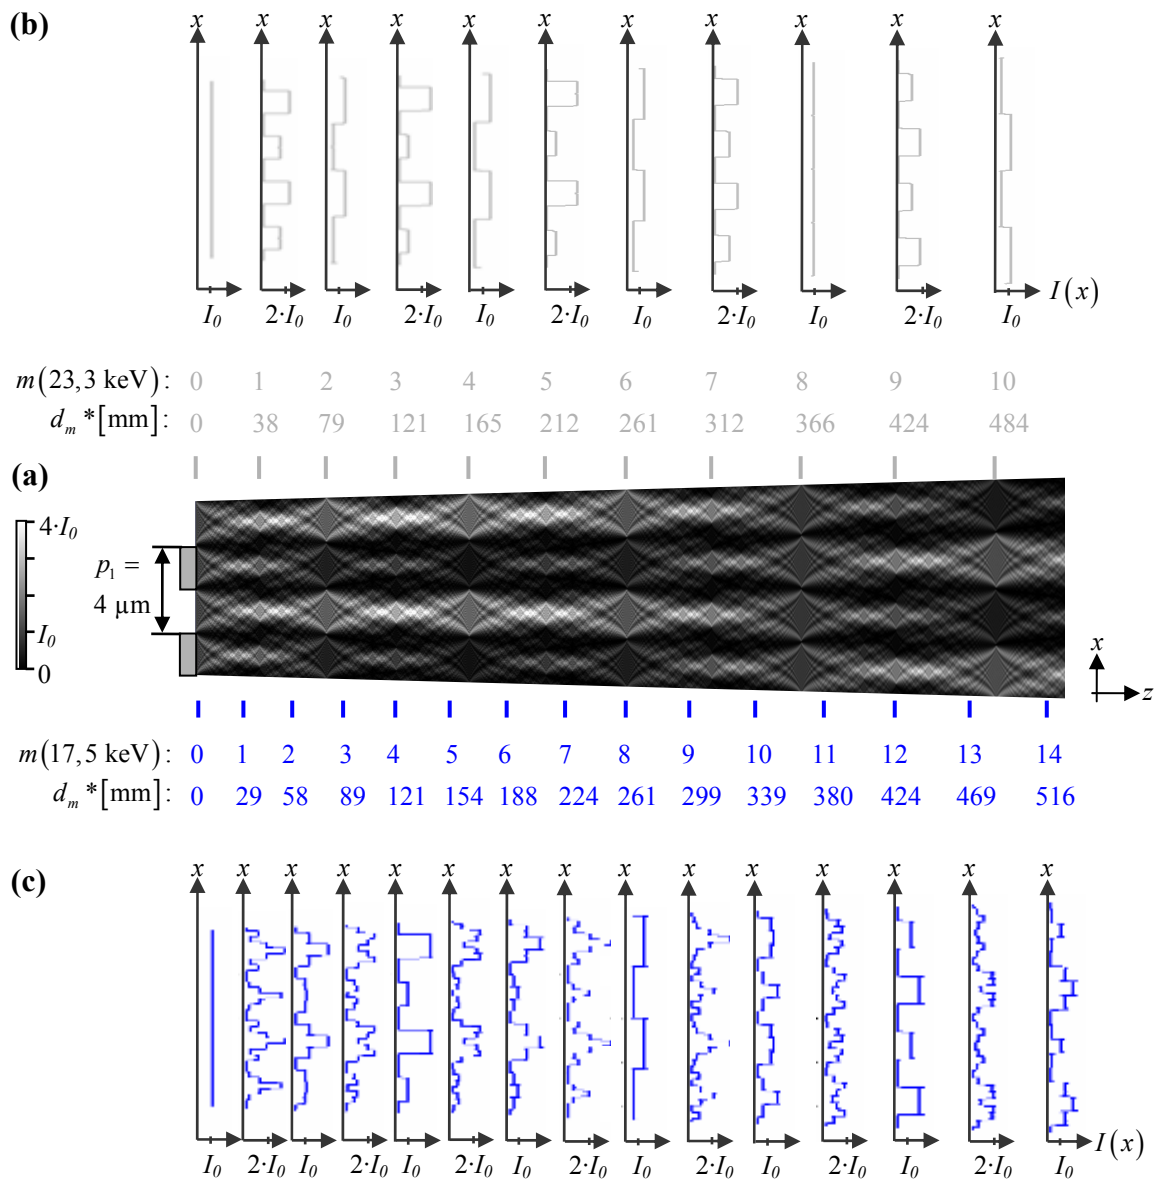 (b)
x x x x x x x x x x x
I(x)
I₀ 2·I₀ I₀ 2·I₀ I₀ 2·I₀ I₀ 2·I₀ I₀ 2·I₀ I₀
m(23,3 keV): 0 1 2 3 4 5 6 7 8 9 10
dₘ*[mm]: 0 38 79 121 165 212 261 312 366 424 484
(a)
4·I₀
p₁ =
4 µm
I₀
0
x
z
m(17,5 keV): 0 1 2 3 4 5 6 7 8 9 10 11 12 13 14
dₘ*[mm]: 0 29 58 89 121 154 188 224 261 299 339 380 424 469 516
(c)
x x x x x x x x x x x x x x x
I(x)
I₀ 2·I₀ I₀ 2·I₀ I₀ 2·I₀ I₀ 2·I₀ I₀ 2·I₀ I₀ 2·I₀ I₀ 2·I₀ I₀